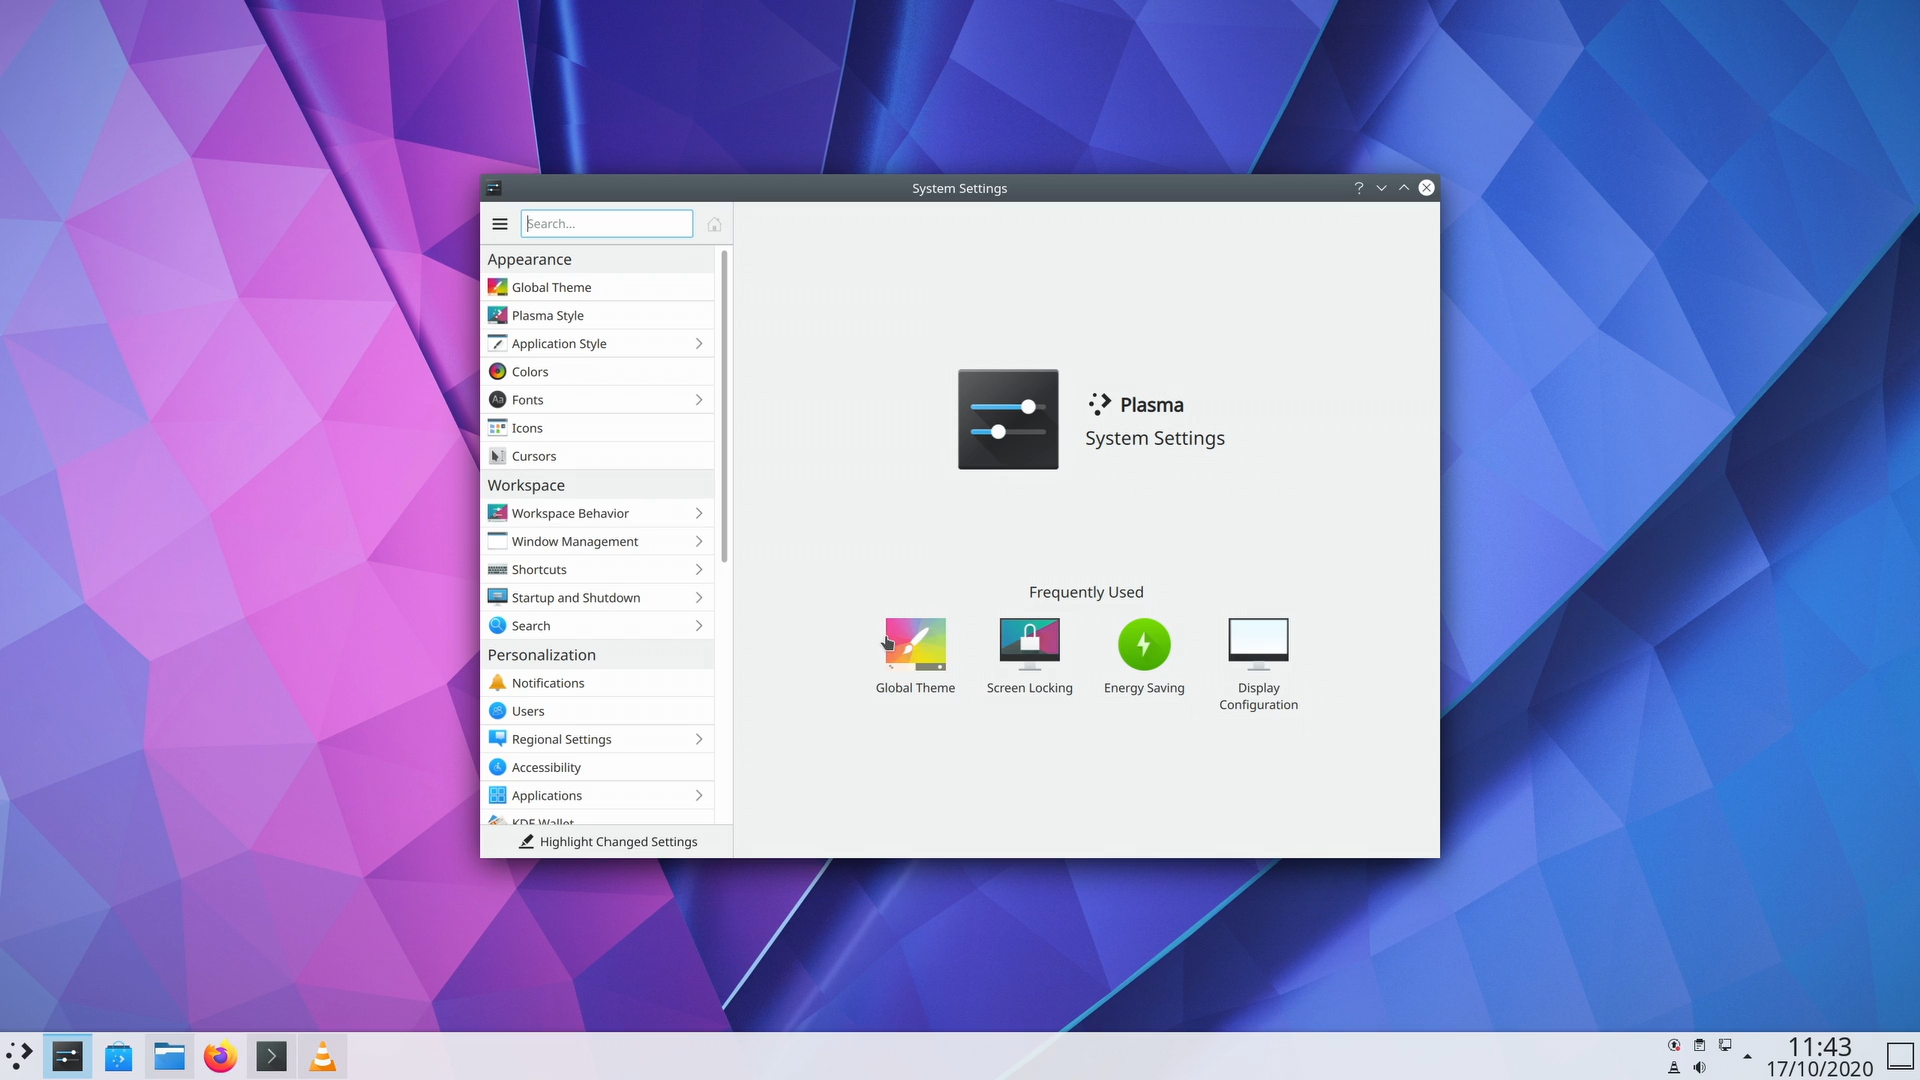 System Settings
Search...
Appearance
Global Theme
Plasma Style
Application Style
Colors
Fonts
Icons
Cursors
Workspace
Workspace Behavior
Window Management
Shortcuts
Startup and Shutdown
Search
Personalization
Notifications
Users
Regional Settings
Accessibility
Applications
KDE Wallet
Highlight Changed Settings
Plasma
System Settings
Frequently Used
Global Theme
Screen Locking
Energy Saving
Display
Configuration
11:43
17/10/2020